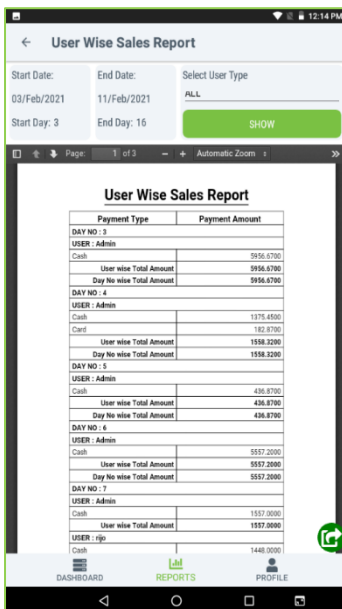 12:14 PM
← User Wise Sales Report
Start Date: End Date: Select User Type
03/Feb/2021 11/Feb/2021 ALL
Start Day: 3 End Day: 16 SHOW
Page: 1 of 3 − + Automatic Zoom »
User Wise Sales Report
Payment Type Payment Amount
DAY NO : 3
USER : Admin
Cash 5956.6700
User wise Total Amount 5956.6700
Day No wise Total Amount 5956.6700
DAY NO : 4
USER : Admin
Cash 1375.4500
Card 182.8700
User wise Total Amount 1558.3200
Day No wise Total Amount 1558.3200
DAY NO : 5
USER : Admin
Cash 436.8700
User wise Total Amount 436.8700
Day No wise Total Amount 436.8700
DAY NO : 6
USER : Admin
Cash 5557.2000
User wise Total Amount 5557.2000
Day No wise Total Amount 5557.2000
DAY NO : 7
USER : Admin
Cash 1557.0000
User wise Total Amount 1557.0000
USER : rijo
Cash 1448.0000
DASHBOARD REPORTS PROFILE